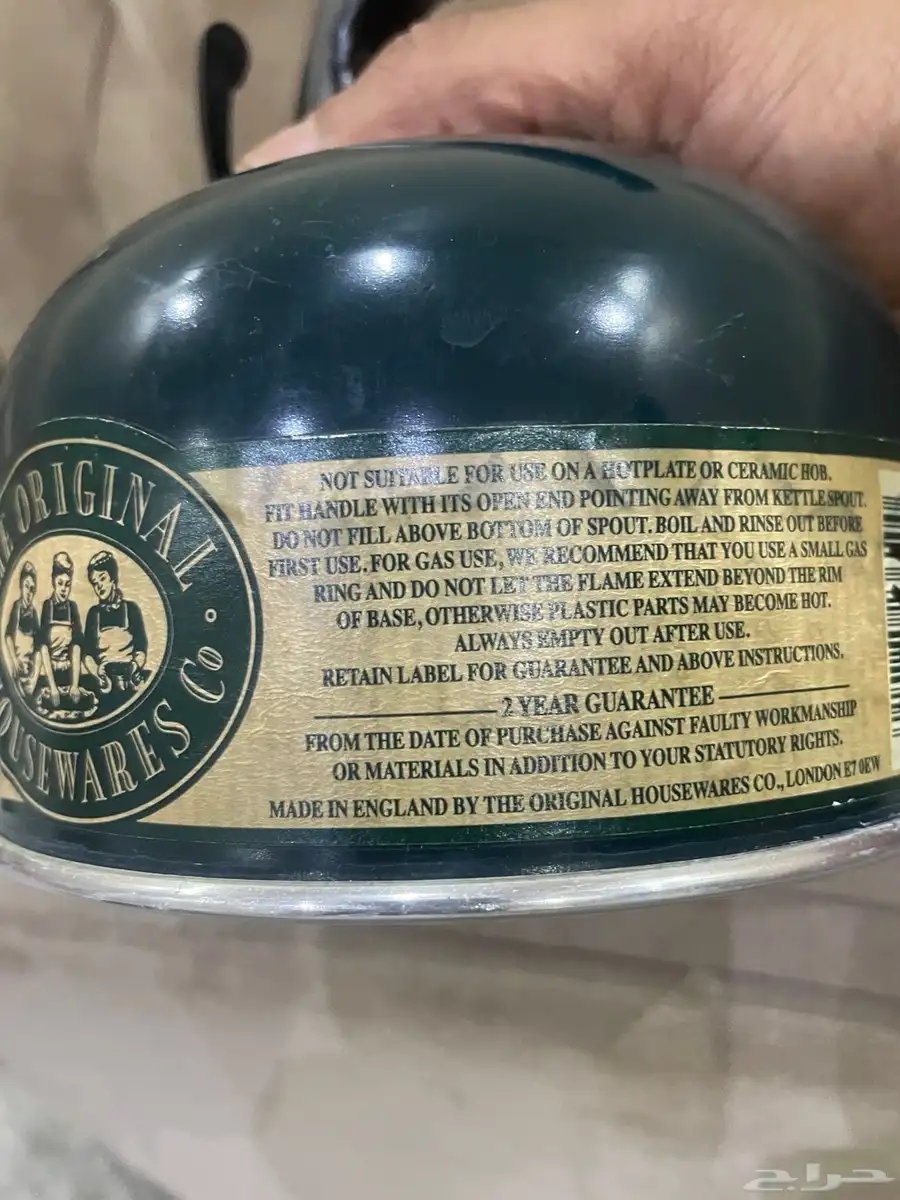 ORIGINAL
HOUSEWARES Co.
NOT SUITABLE FOR USE ON A HOTPLATE OR CERAMIC HOB.
FIT HANDLE WITH ITS OPEN END POINTING AWAY FROM KETTLE SPOUT.
DO NOT FILL ABOVE BOTTOM OF SPOUT. BOIL AND RINSE OUT BEFORE
FIRST USE. FOR GAS USE, WE RECOMMEND THAT YOU USE A SMALL GAS
RING AND DO NOT LET THE FLAME EXTEND BEYOND THE RIM
OF BASE, OTHERWISE PLASTIC PARTS MAY BECOME HOT.
ALWAYS EMPTY OUT AFTER USE.
RETAIN LABEL FOR GUARANTEE AND ABOVE INSTRUCTIONS.
2 YEAR GUARANTEE
FROM THE DATE OF PURCHASE AGAINST FAULTY WORKMANSHIP
OR MATERIALS IN ADDITION TO YOUR STATUTORY RIGHTS.
MADE IN ENGLAND BY THE ORIGINAL HOUSEWARES CO., LONDON E7 0EW
حراج